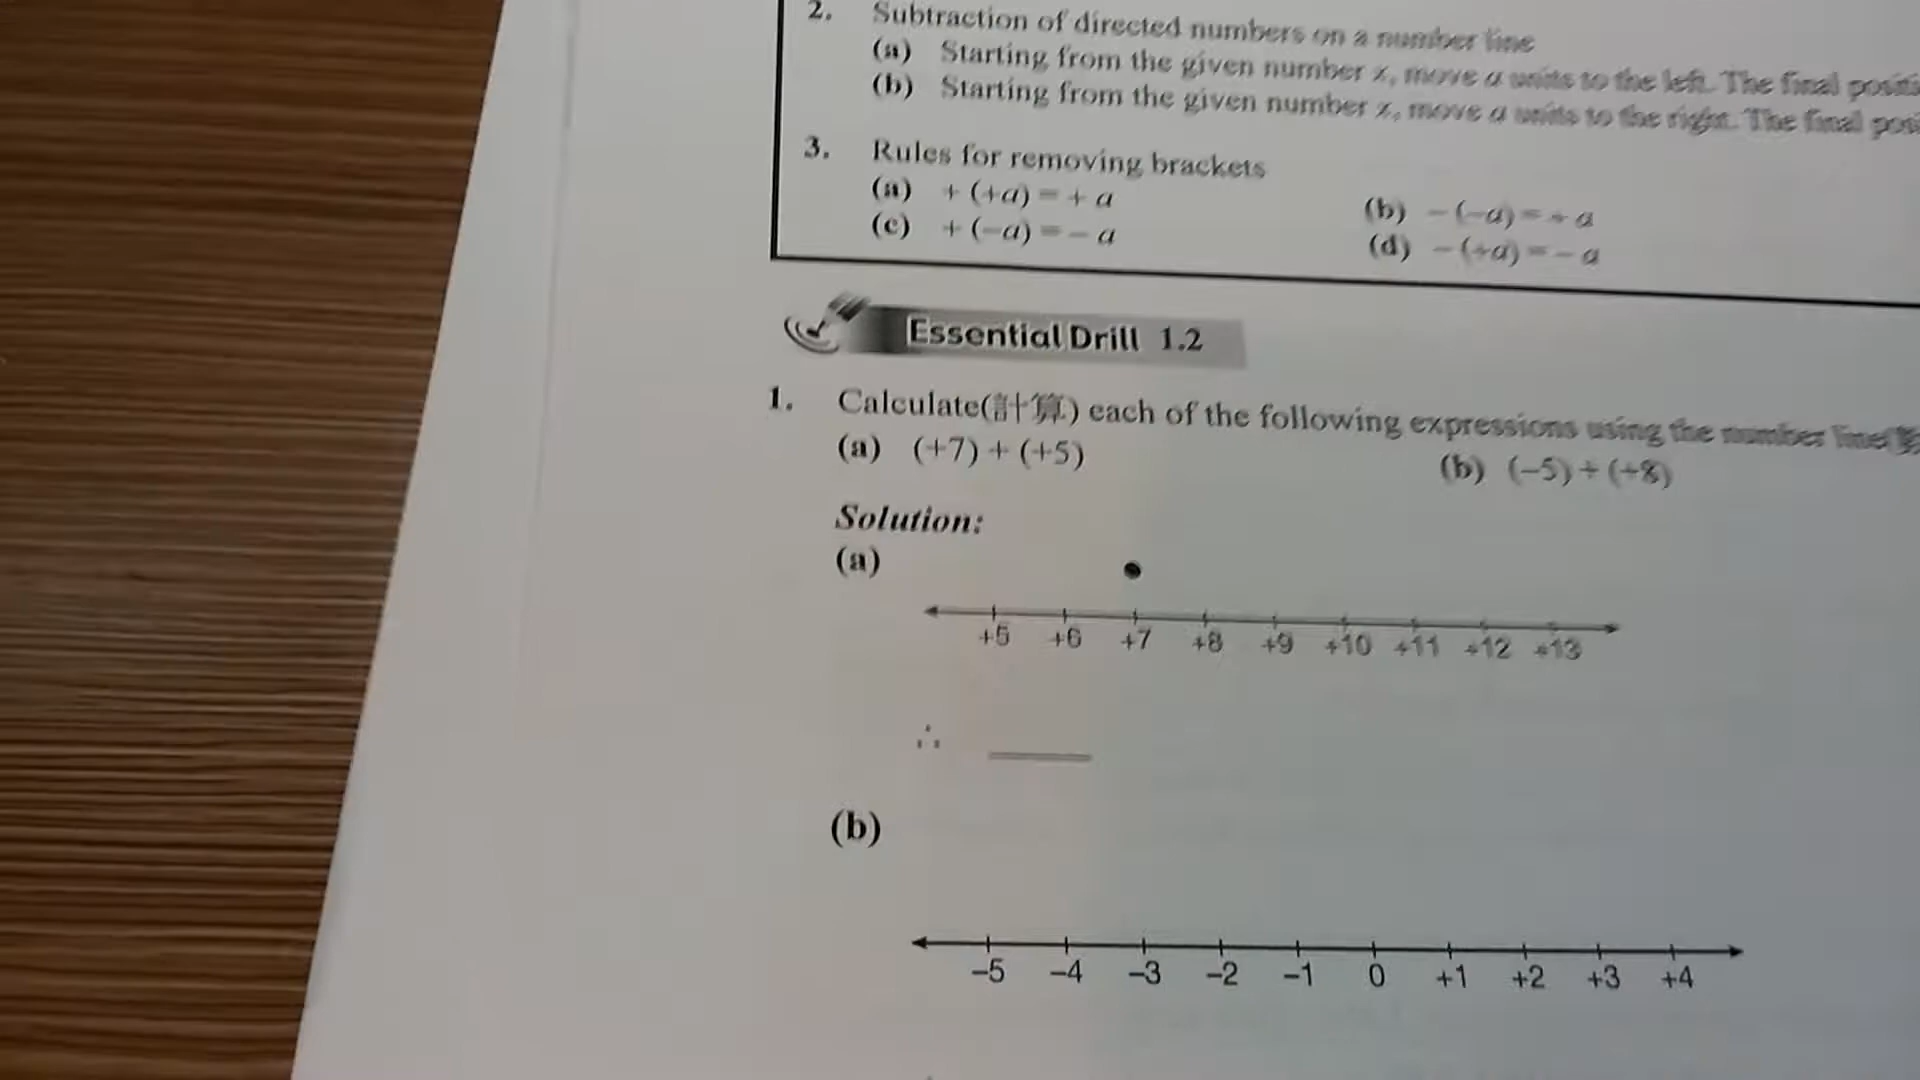 2. Subtraction of directed numbers on a number line
(a) Starting from the given number x, move a units to the left. The final positi
(b) Starting from the given number x, move a units to the right. The final posi
3. Rules for removing brackets
(a) + (+a) = + a (b) − (−a) = + a
(c) + (−a) = − a (d) − (+a) = − a
Essential Drill 1.2
1. Calculate(計算) each of the following expressions using the number line(
(a) (+7) + (+5) (b) (−5) + (+8)
Solution:
(a)
+5 +6 +7 +8 +9 +10 +11 +12 +13
∴
(b)
−5 −4 −3 −2 −1 0 +1 +2 +3 +4